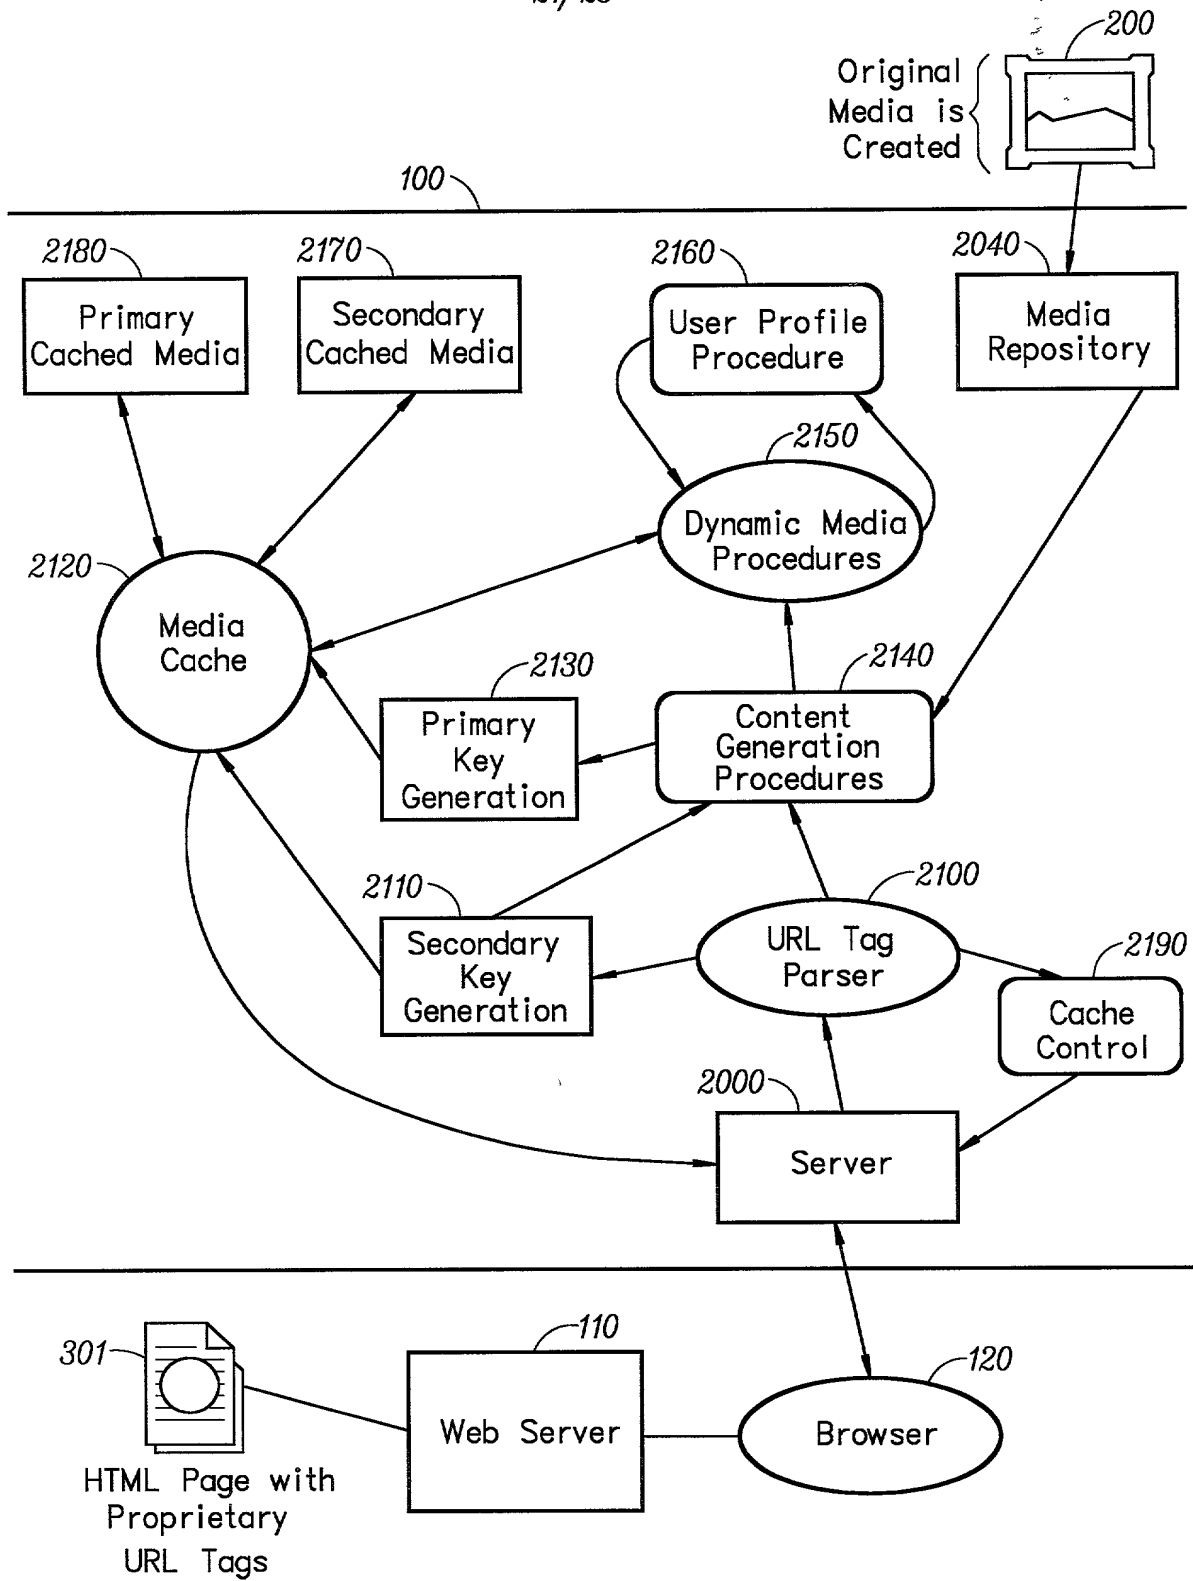 200
Original
Media is
Created
100
2180
2170
2160
2040
Primary
Cached Media
Secondary
Cached Media
User Profile
Procedure
Media
Repository
2150
Dynamic Media
Procedures
2120
Media
Cache
2130
2140
Primary
Key
Generation
Content
Generation
Procedures
2110
2100
Secondary
Key
Generation
URL Tag
Parser
2190
Cache
Control
2000
Server
301
110
120
Web Server
Browser
HTML Page with
Proprietary
URL Tags